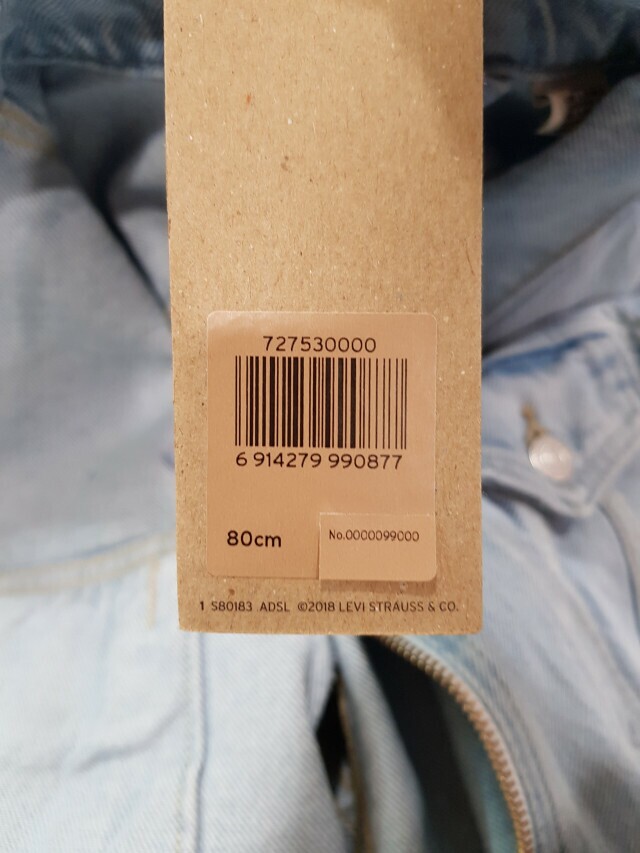 727530000
6 914279 990877
80cm
No.0000099000
1 S80183 ADSL ©2018 LEVI STRAUSS & CO.